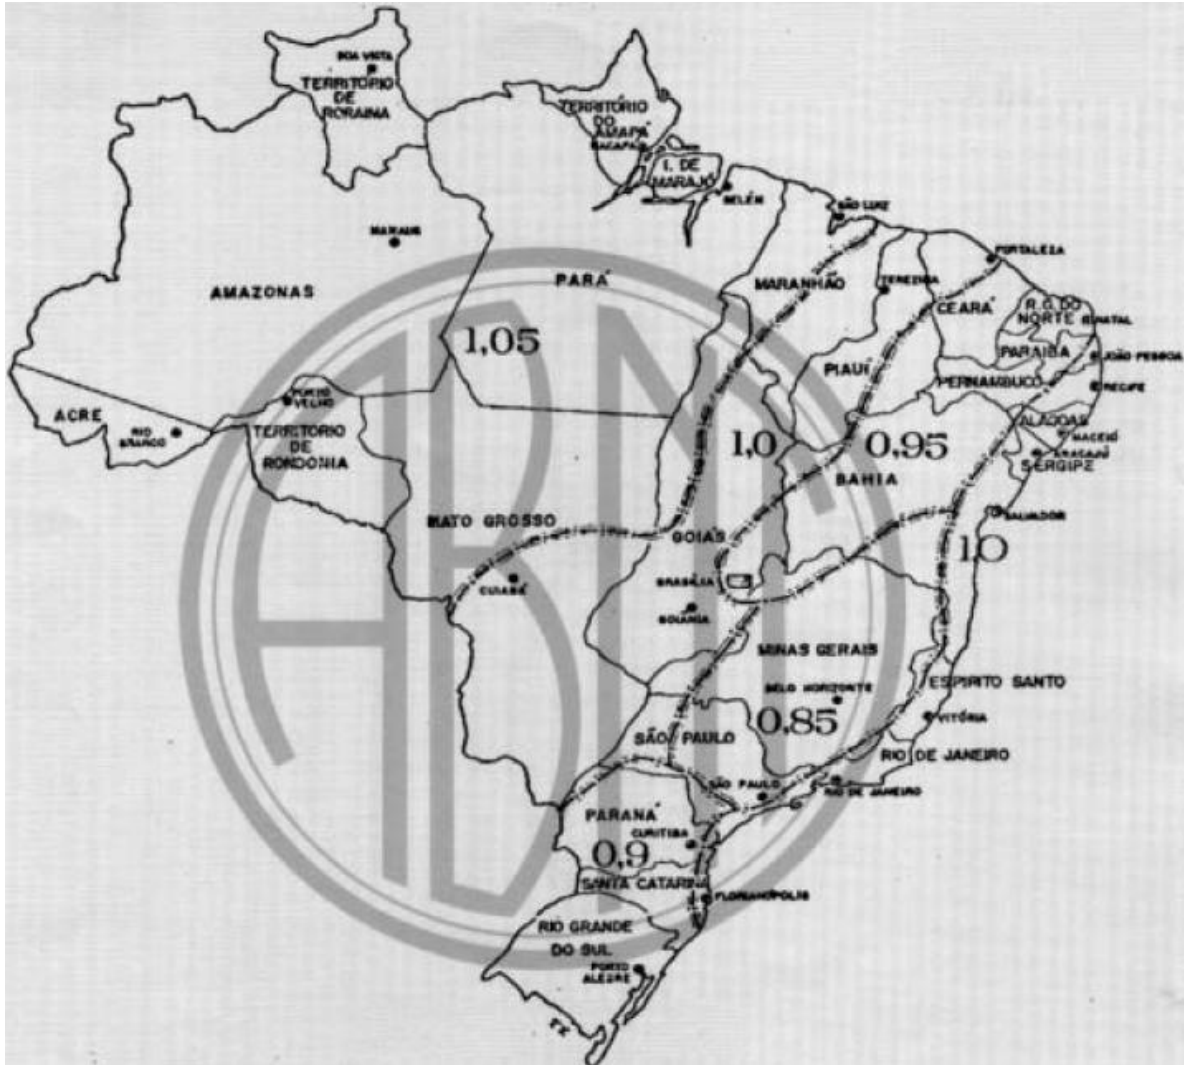 BOA VISTA
TERRITORIO
DE
RORAIMA
TERRITÓRIO
DO
AMAPÁ
MACAPÁ
I. DE
MARAJÓ
BELÉM
SÃO LUIZ
MANAUS
AMAZONAS
PARÁ
MARANHÃO
TEREZINA
FORTALEZA
CEARÁ
R.G. DO
NORTE
NATAL
PARAIBA
JOÃO PESSOA
1,05
PIAUÍ
PERNAMBUCO
RECIFE
ACRE
RIO
BRANCO
PORTO
VELHO
TERRITORIO
DE
RONDONIA
1,0
0,95
ALAGOAS
MACEIÓ
ARACAJÚ
SERGIPE
BAHIA
SALVADOR
MATO GROSSO
GOIÁS
1,0
CUIABÁ
BRASÍLIA
GOIANIA
MINAS GERAIS
BELO HORIZONTE
ESPIRITO SANTO
0,85
VITÓRIA
SÃO PAULO
RIO DE JANEIRO
SÃO PAULO
RIO DE JANEIRO
PARANÁ
CURITIBA
0,9
SANTA CATARINA
FLORIANÓPOLIS
RIO GRANDE
DO SUL
PORTO
ALEGRE
ABNT